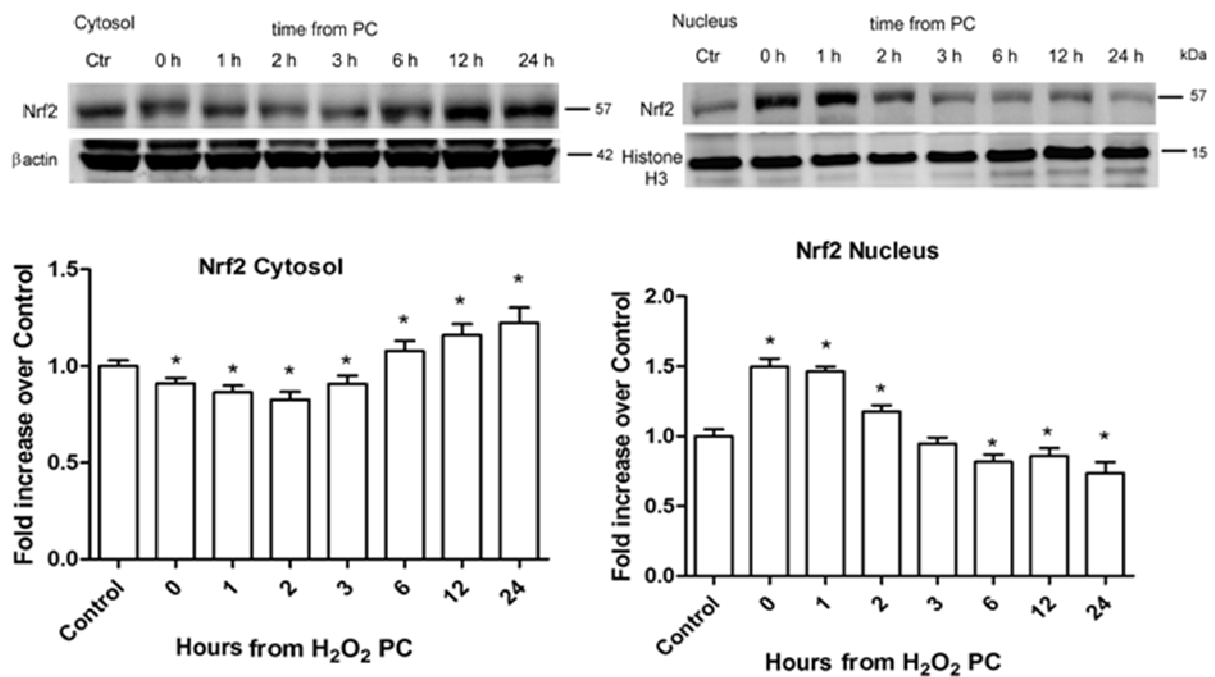 Cytosol
time from PC
Ctr 0 h 1 h 2 h 3 h 6 h 12 h 24 h
Nrf2
57
βactin
42
Nucleus
time from PC
Ctr 0 h 1 h 2 h 3 h 6 h 12 h 24 h kDa
Nrf2
57
Histone
H3
15
Nrf2 Cytosol
Fold increase over Control
1.5
1.0
0.5
0.0
* * * * * * *
Control 0 1 2 3 6 12 24
Hours from H₂O₂ PC
Nrf2 Nucleus
Fold increase over Control
2.0
1.5
1.0
0.5
0.0
* * * * * *
Control 0 1 2 3 6 12 24
Hours from H₂O₂ PC